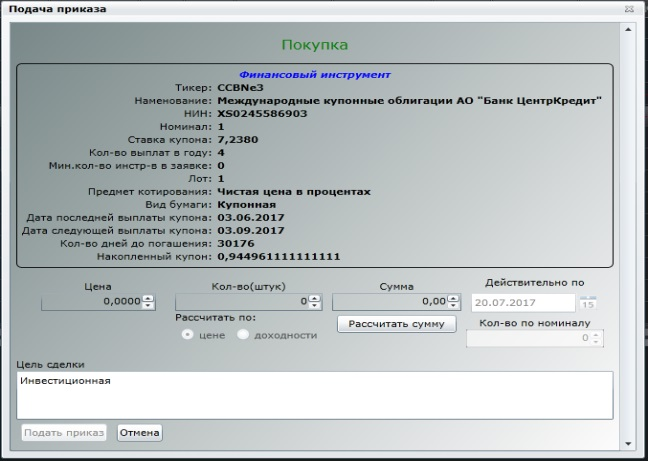 Подача приказа
Покупка
Финансовый инструмент
Тикер: CCBNe3
Наменование: Международные купонные облигации АО "Банк ЦентрКредит"
НИН: XS0245586903
Номинал: 1
Ставка купона: 7,2380
Кол-во выплат в году: 4
Мин.кол-во инстр-в в заявке: 0
Лот: 1
Предмет котирования: Чистая цена в процентах
Вид бумаги: Купонная
Дата последней выплаты купона: 03.06.2017
Дата следующей выплаты купона: 03.09.2017
Кол-во дней до погашения: 30176
Накопленный купон: 0,944961111111111
Цена Кол-во(штук) Сумма Действительно по
0,0000 0 0,00 20.07.2017 15
Рассчитать по: Рассчитать сумму Кол-во по номиналу
цене доходности 0
Цель сделки
Инвестиционная
Подать приказ Отмена